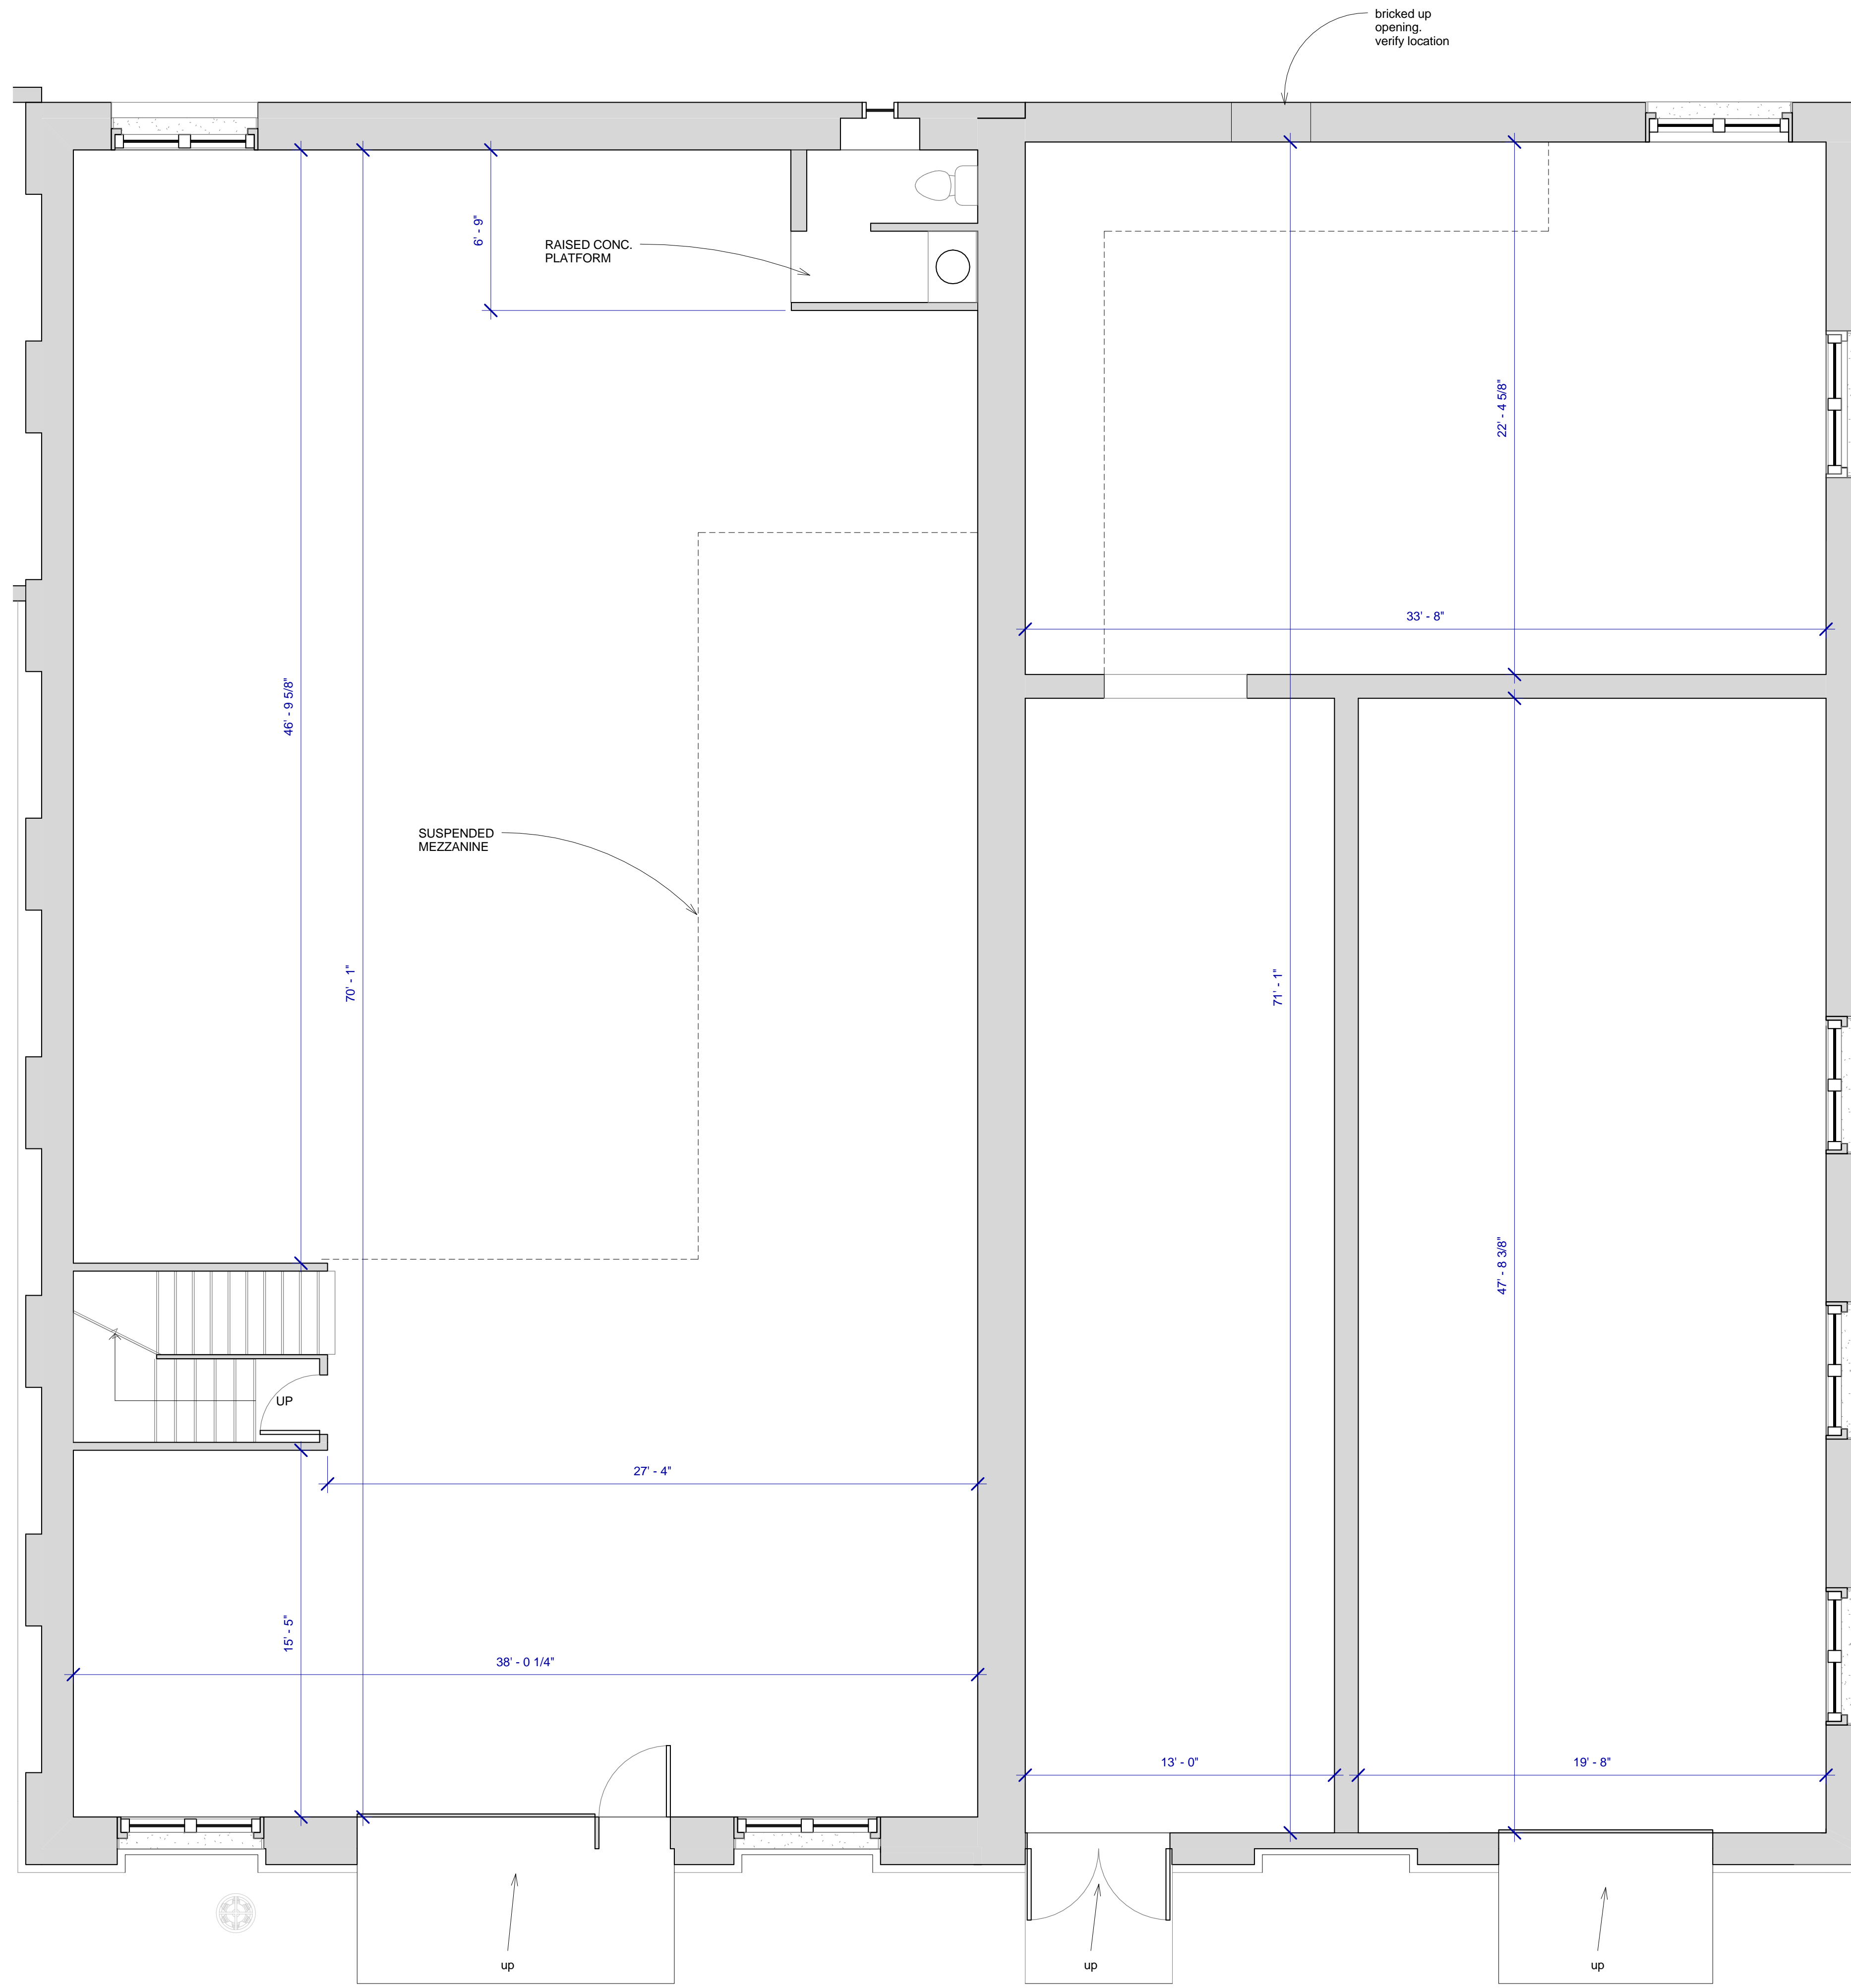 bricked up
opening.
verify location
6' - 9"
RAISED CONC.
PLATFORM
22' - 4 5/8"
33' - 8"
46' - 9 5/8"
SUSPENDED
MEZZANINE
70' - 1"
71' - 1"
47' - 8 3/8"
UP
27' - 4"
15' - 5"
38' - 0 1/4"
13' - 0"
19' - 8"
up
up
up